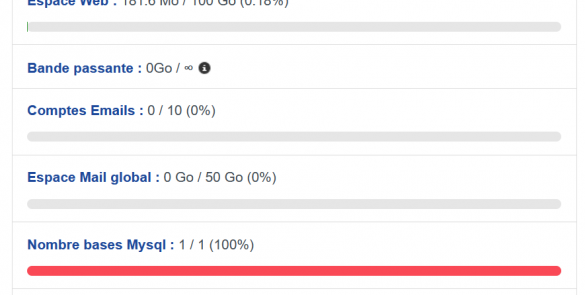 Espace Web : 181.6 Mo / 100 Go (0.18%)
Bande passante : 0Go / ∞
Comptes Emails : 0 / 10 (0%)
Espace Mail global : 0 Go / 50 Go (0%)
Nombre bases Mysql : 1 / 1 (100%)